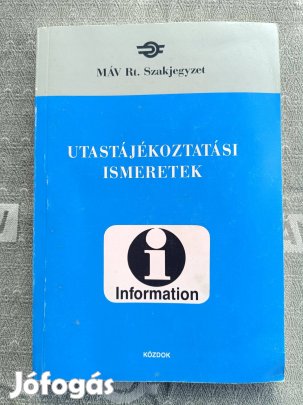 MÁV Rt. Szakjegyzet
UTASTÁJÉKOZTATÁSI
ISMERETEK
i
Information
KÖZDOK
Jófogás